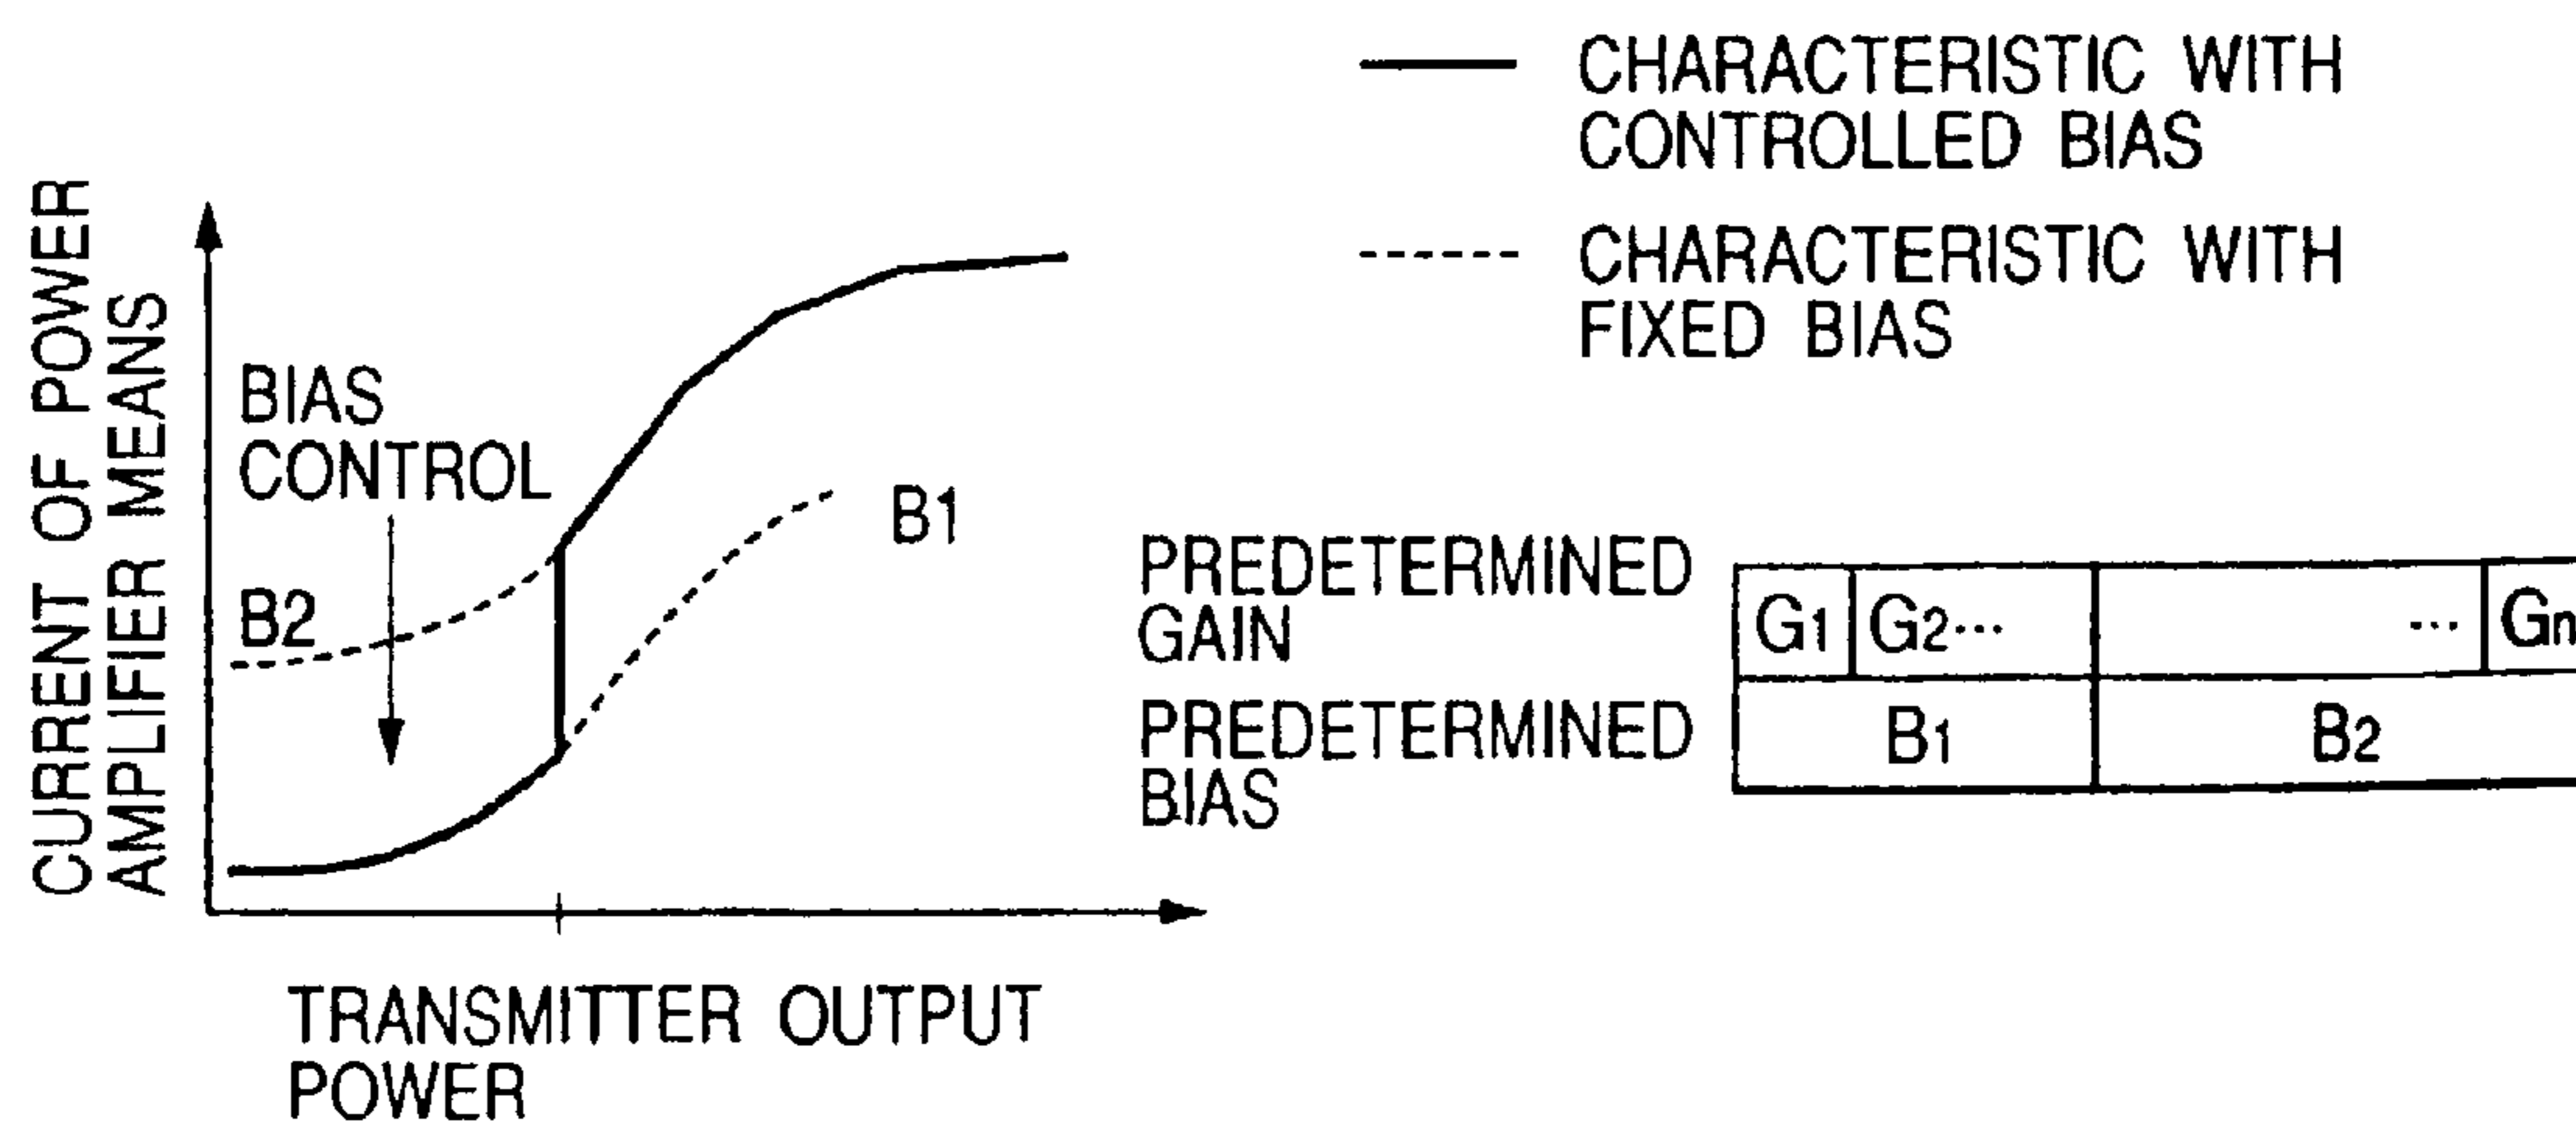 CHARACTERISTIC WITH
CONTROLLED BIAS
CHARACTERISTIC WITH
FIXED BIAS
CURRENT OF POWER
AMPLIFIER MEANS
BIAS
CONTROL
B2
B1
TRANSMITTER OUTPUT
POWER
PREDETERMINED
GAIN
G1 G2... ... Gn
PREDETERMINED
BIAS
B1 B2